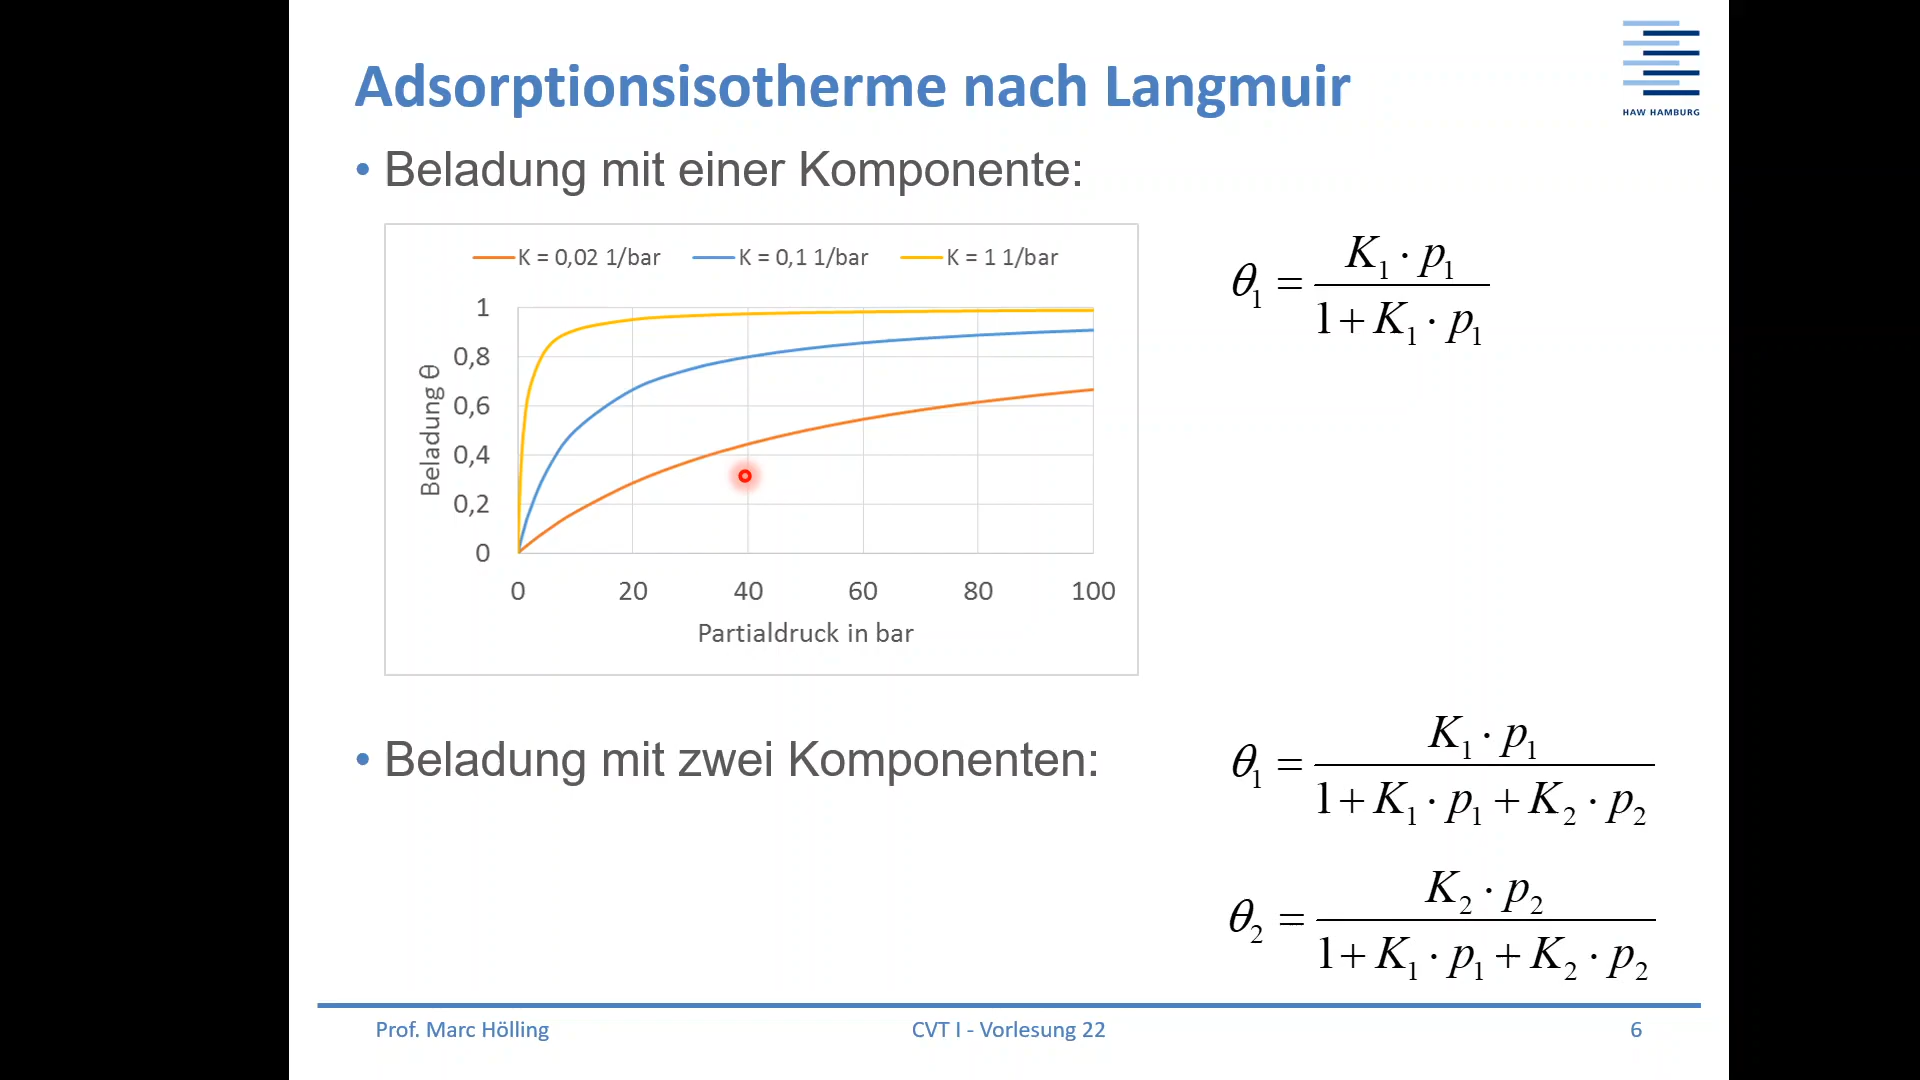 Adsorptionsisotherme nach Langmuir
HAW HAMBURG
• Beladung mit einer Komponente:
K = 0,02 1/bar K = 0,1 1/bar K = 1 1/bar
1
0,8
0,6
0,4
0,2
0
Beladung θ
0 20 40 60 80 100
Partialdruck in bar
θ₁ = (K₁ · p₁) / (1 + K₁ · p₁)
• Beladung mit zwei Komponenten:
θ₁ = (K₁ · p₁) / (1 + K₁ · p₁ + K₂ · p₂)
θ₂ = (K₂ · p₂) / (1 + K₁ · p₁ + K₂ · p₂)
Prof. Marc Hölling CVT I - Vorlesung 22 6